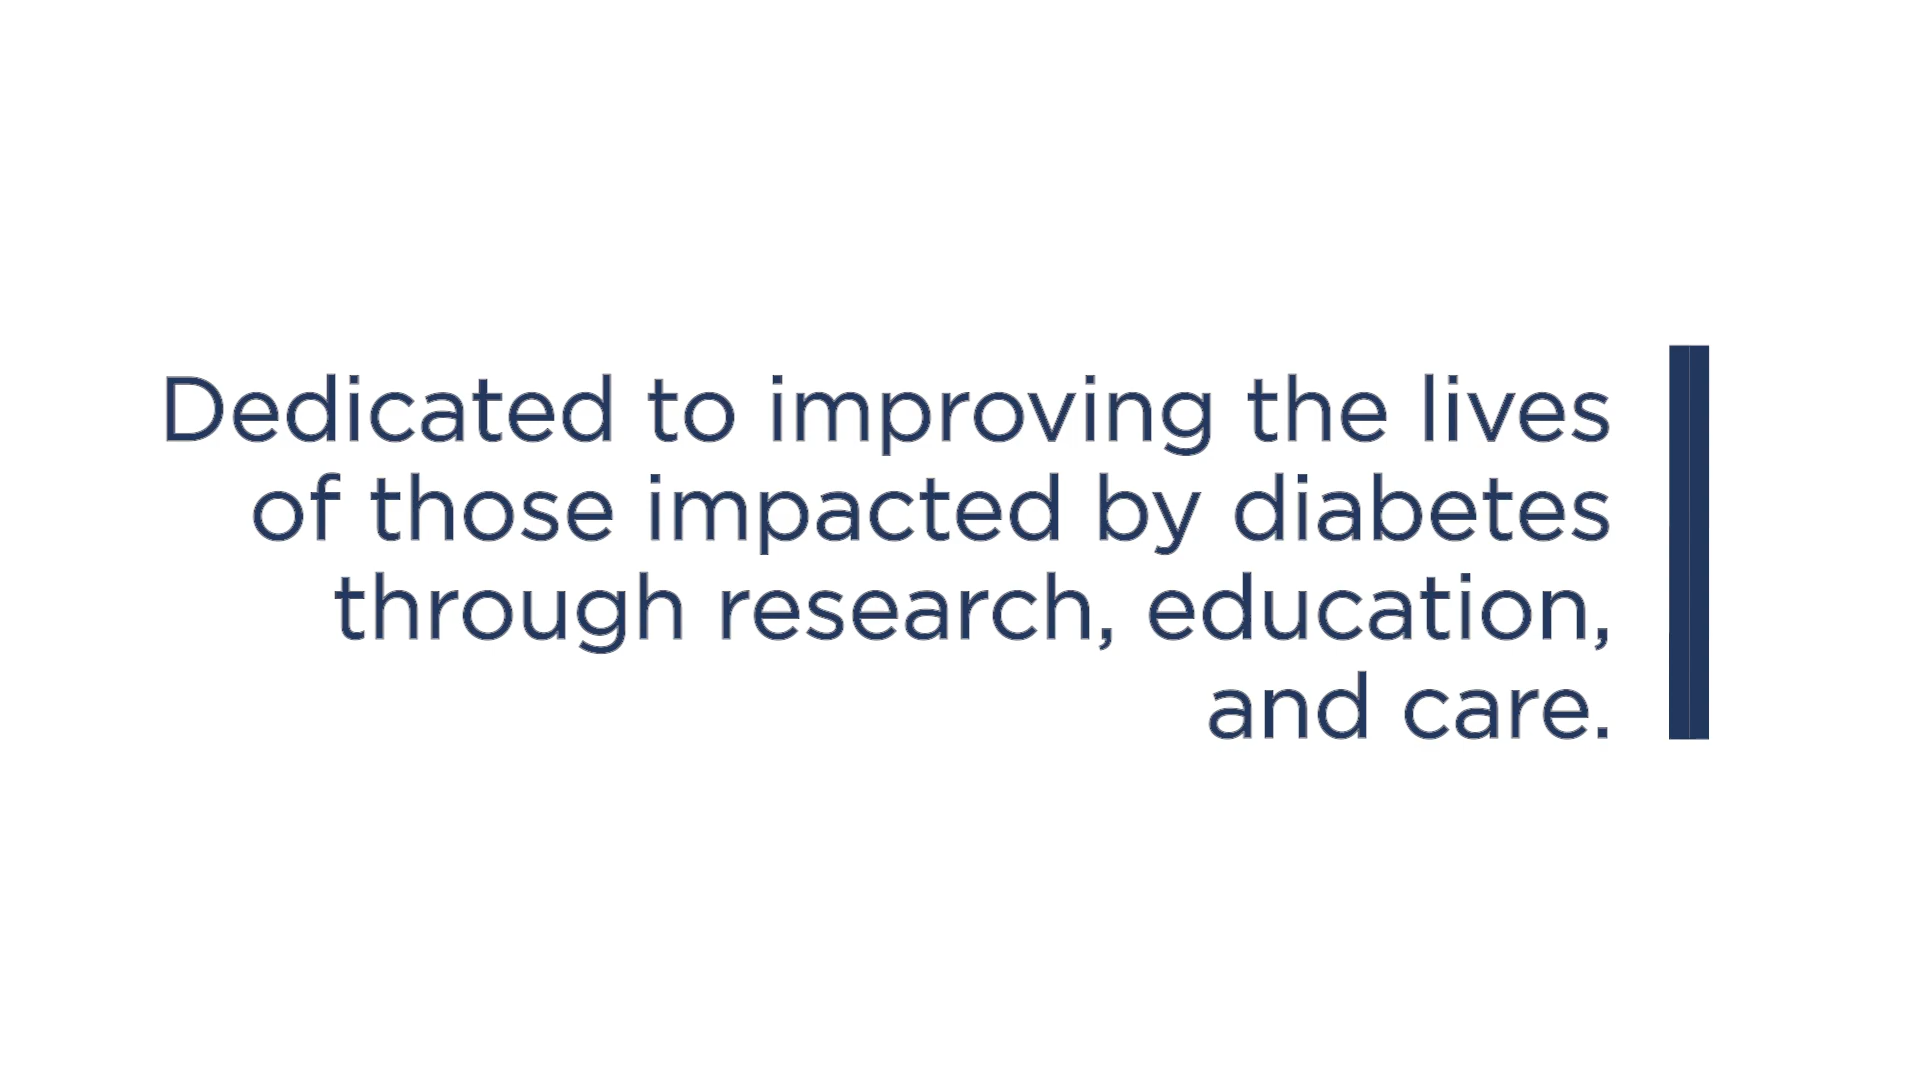 Dedicated to improving the lives
of those impacted by diabetes
through research, education,
and care.